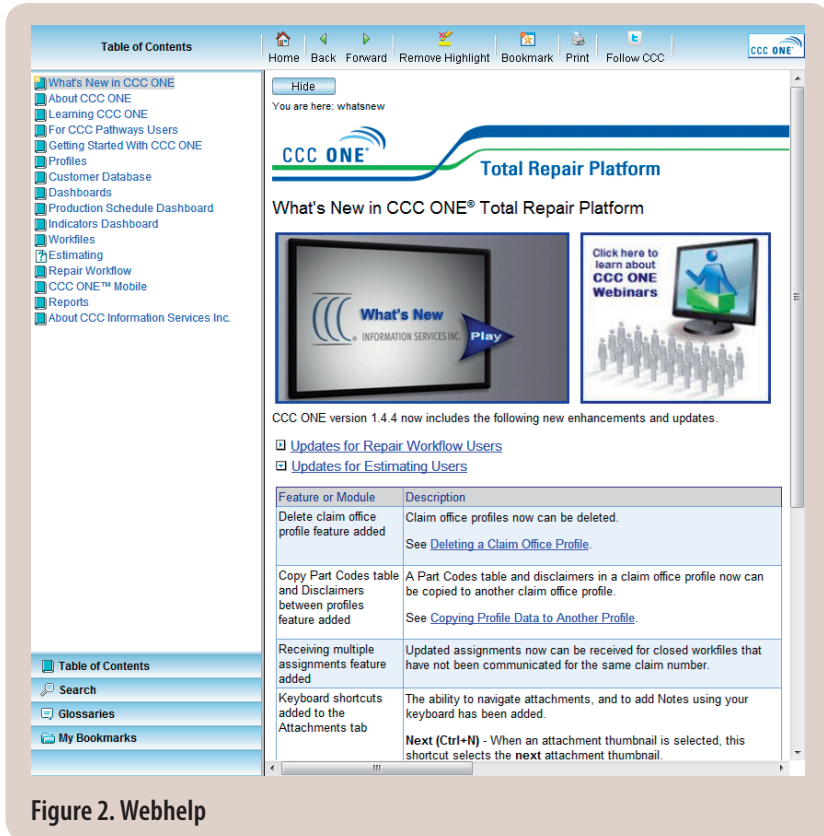 Table of Contents
Home Back Forward Remove Highlight Bookmark Print Follow CCC
CCC ONE
What's New in CCC ONE
About CCC ONE
Learning CCC ONE
For CCC Pathways Users
Getting Started With CCC ONE
Profiles
Customer Database
Dashboards
Production Schedule Dashboard
Indicators Dashboard
Workfiles
Estimating
Repair Workflow
CCC ONE™ Mobile
Reports
About CCC Information Services Inc.
Table of Contents
Search
Glossaries
My Bookmarks
Hide
You are here: whatsnew
CCC ONE®
Total Repair Platform
What's New in CCC ONE® Total Repair Platform
What's New
INFORMATION SERVICES INC.
Play
Click here to
learn about
CCC ONE
Webinars
CCC ONE version 1.4.4 now includes the following new enhancements and updates.
Updates for Repair Workflow Users
Updates for Estimating Users
Feature or Module Description
Delete claim office
profile feature added
Claim office profiles now can be deleted.
See Deleting a Claim Office Profile.
Copy Part Codes table
and Disclaimers
between profiles
feature added
A Part Codes table and disclaimers in a claim office profile now can
be copied to another claim office profile.
See Copying Profile Data to Another Profile.
Receiving multiple
assignments feature
added
Updated assignments now can be received for closed workfiles that
have not been communicated for the same claim number.
Keyboard shortcuts
added to the
Attachments tab
The ability to navigate attachments, and to add Notes using your
keyboard has been added.
Next (Ctrl+N) - When an attachment thumbnail is selected, this
shortcut selects the next attachment thumbnail.
Figure 2. Webhelp